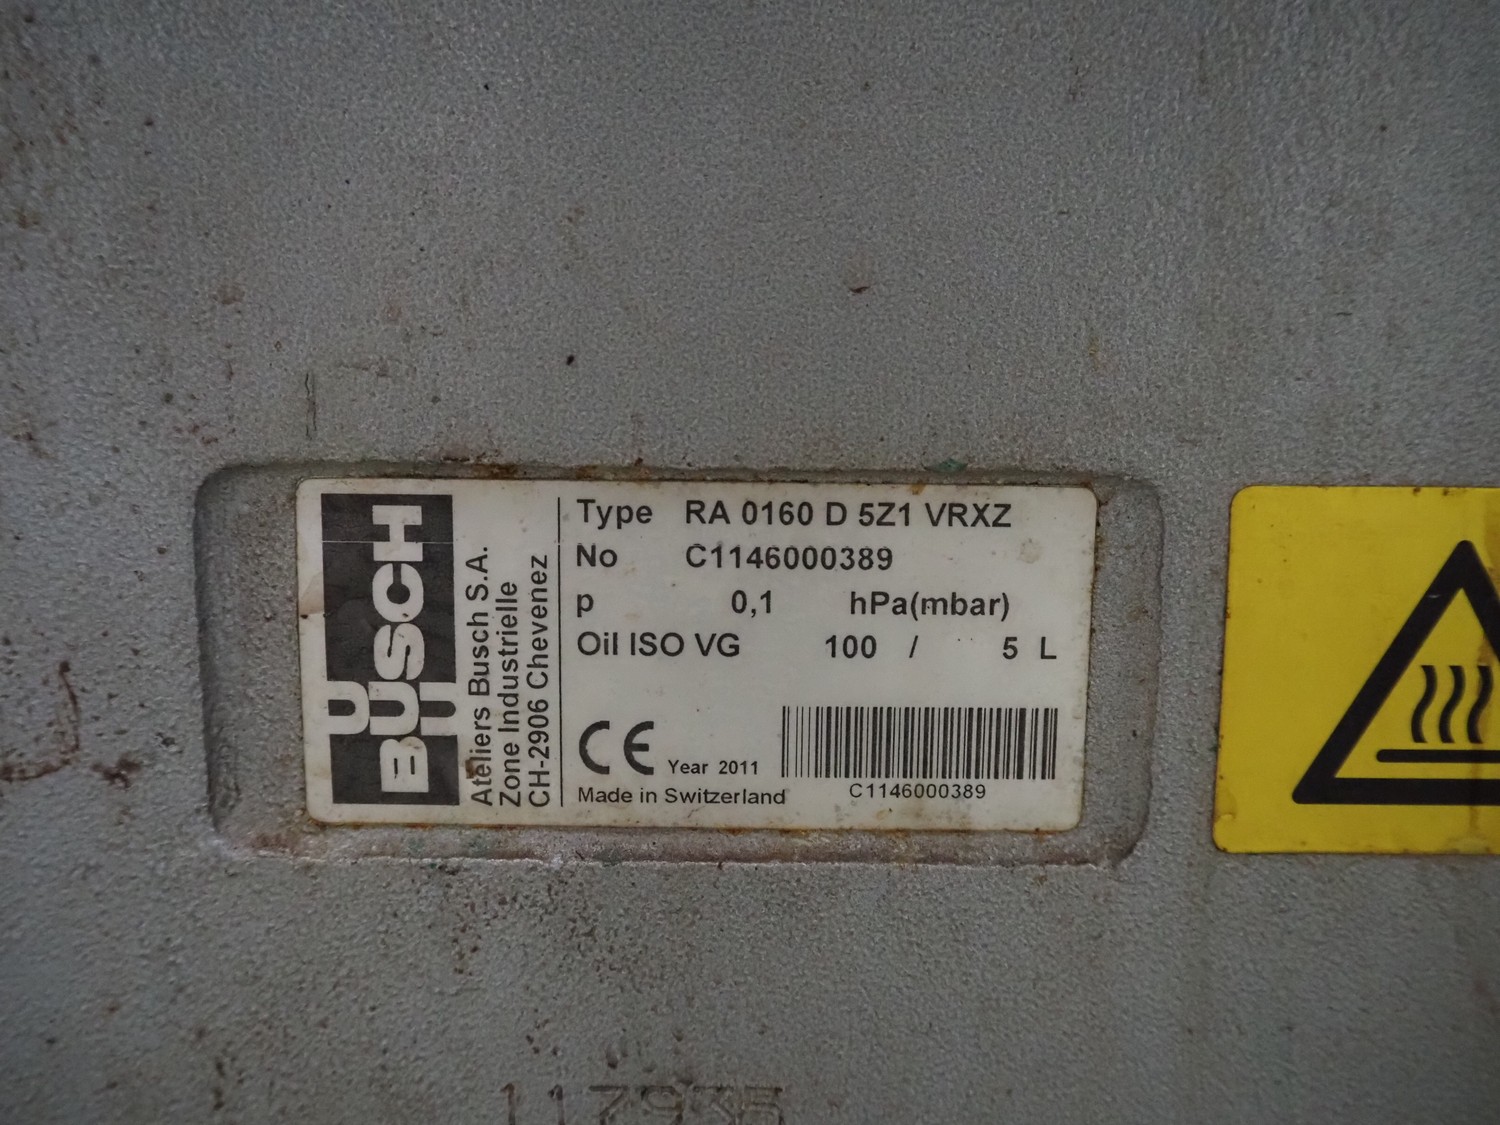 BUSCH
Ateliers Busch S.A.
Zone Industrielle
CH-2906 Chevenez
Type RA 0160 D 5Z1 VRXZ
No C1146000389
p 0,1 hPa(mbar)
Oil ISO VG 100 / 5 L
CE Year 2011
Made in Switzerland
C1146000389
117935